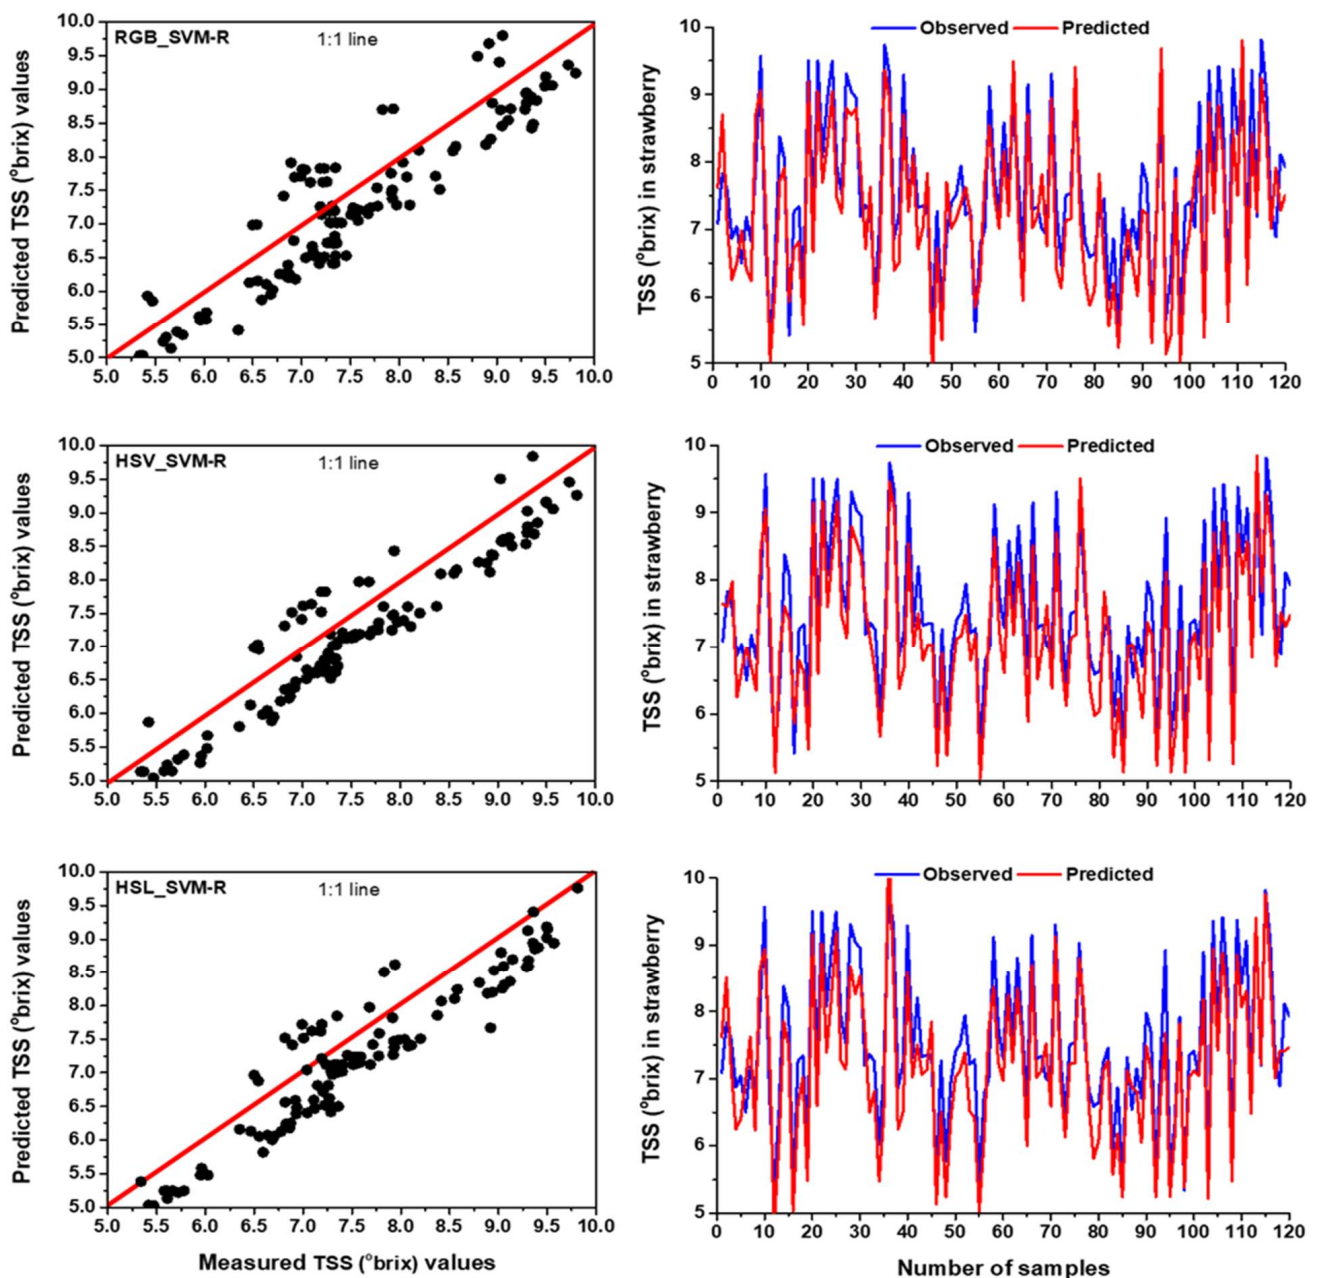 RGB_SVM-R
1:1 line
Predicted TSS (°brix) values
10.0
9.5
9.0
8.5
8.0
7.5
7.0
6.5
6.0
5.5
5.0
5.0 5.5 6.0 6.5 7.0 7.5 8.0 8.5 9.0 9.5 10.0
Observed Predicted
TSS (°brix) in strawberry
10
9
8
7
6
5
0 10 20 30 40 50 60 70 80 90 100 110 120
HSV_SVM-R
1:1 line
Predicted TSS (°brix) values
10.0
9.5
9.0
8.5
8.0
7.5
7.0
6.5
6.0
5.5
5.0
5.0 5.5 6.0 6.5 7.0 7.5 8.0 8.5 9.0 9.5 10.0
Observed Predicted
TSS (°brix) in strawberry
10
9
8
7
6
5
0 10 20 30 40 50 60 70 80 90 100 110 120
HSL_SVM-R
1:1 line
Predicted TSS (°brix) values
10.0
9.5
9.0
8.5
8.0
7.5
7.0
6.5
6.0
5.5
5.0
5.0 5.5 6.0 6.5 7.0 7.5 8.0 8.5 9.0 9.5 10.0
Measured TSS (°brix) values
Observed Predicted
TSS (°brix) in strawberry
10
9
8
7
6
5
0 10 20 30 40 50 60 70 80 90 100 110 120
Number of samples